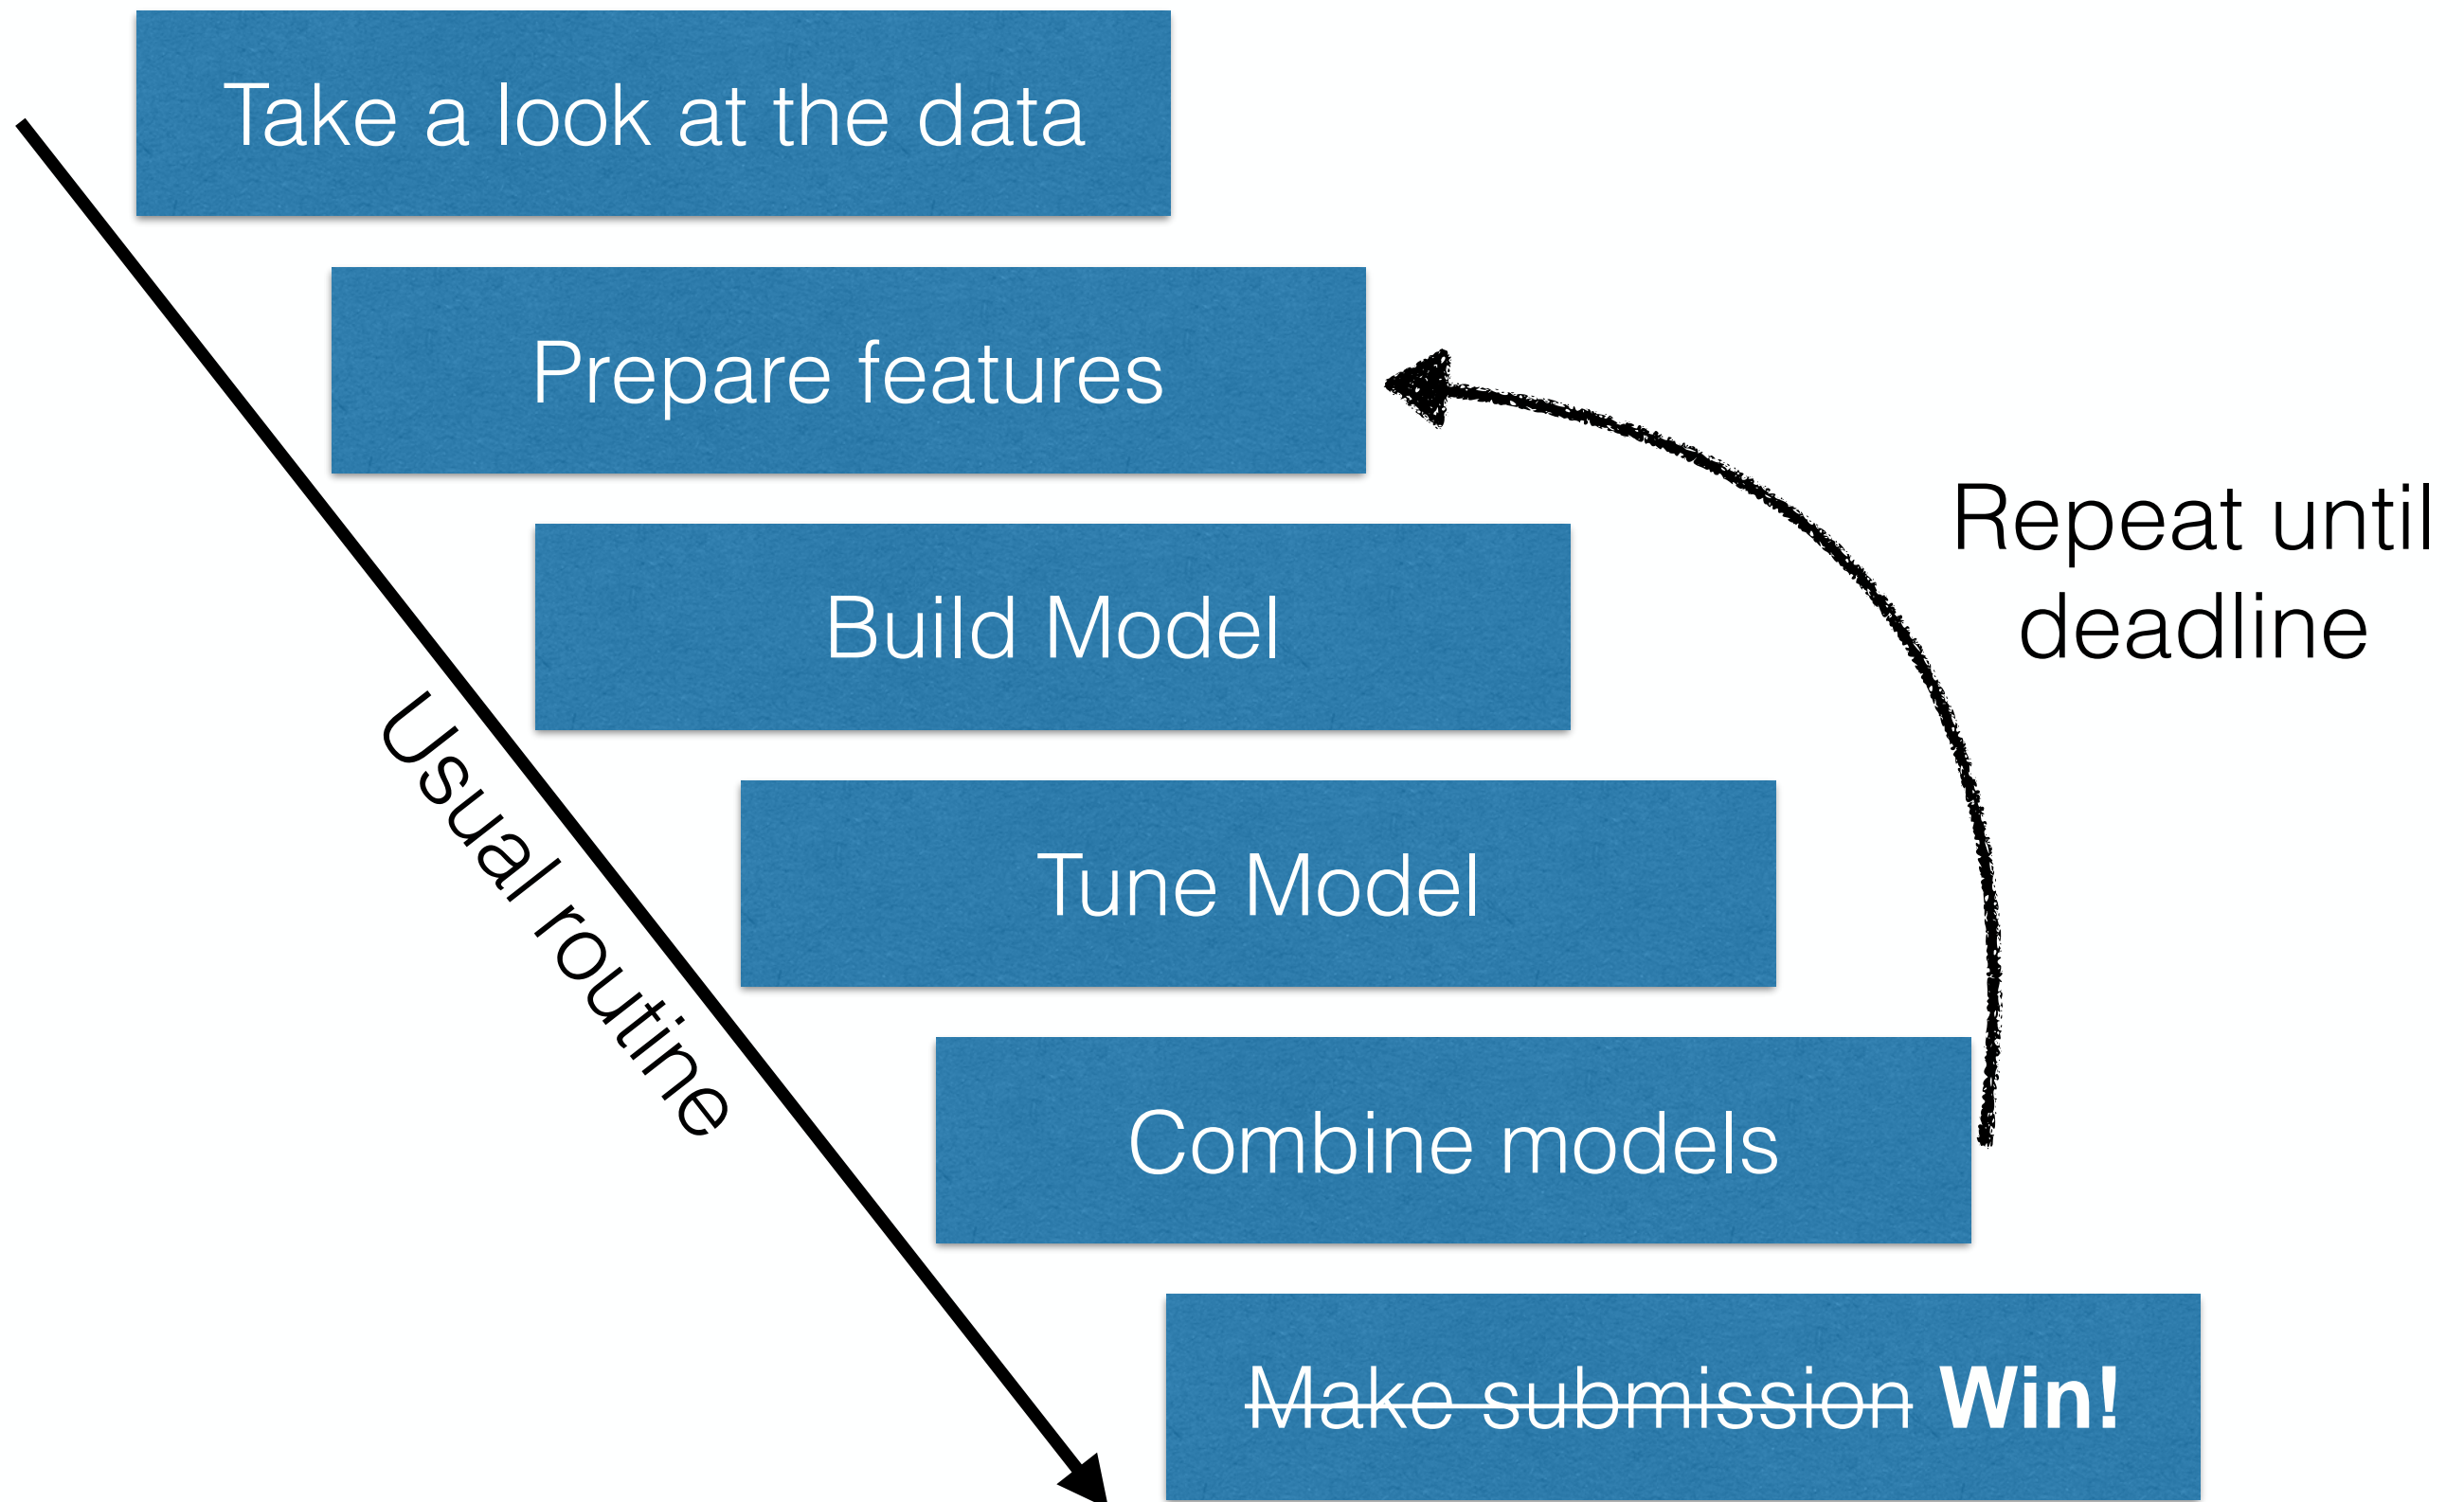 Take a look at the data
Prepare features
Build Model
Tune Model
Combine models
Make submission Win!
Usual routine
Repeat until
deadline